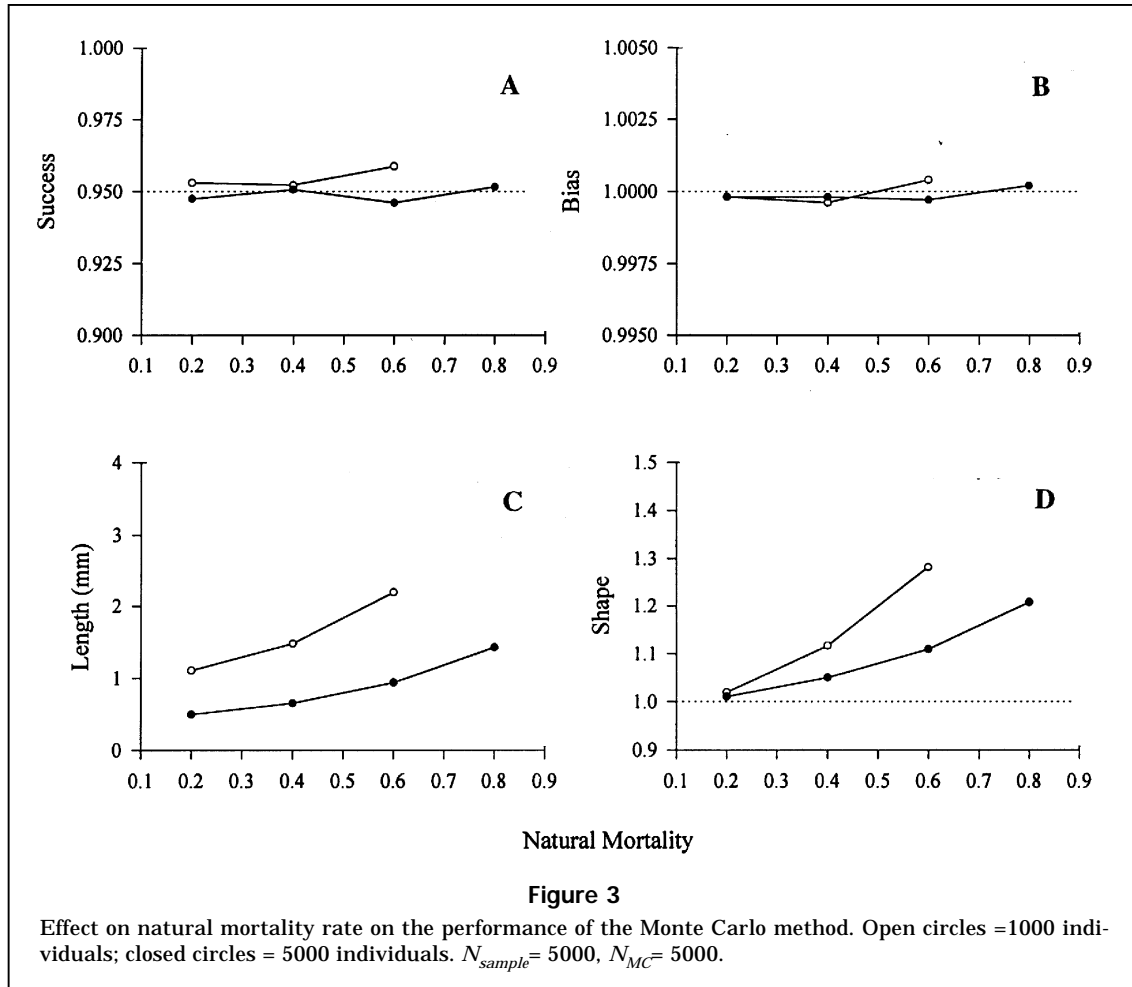 A
Success
1.000
0.975
0.950
0.925
0.900
0.1 0.2 0.3 0.4 0.5 0.6 0.7 0.8 0.9
B
Bias
1.0050
1.0025
1.0000
0.9975
0.9950
0.1 0.2 0.3 0.4 0.5 0.6 0.7 0.8 0.9
C
Length (mm)
4
3
2
1
0
0.1 0.2 0.3 0.4 0.5 0.6 0.7 0.8 0.9
D
Shape
1.5
1.4
1.3
1.2
1.1
1.0
0.9
0.1 0.2 0.3 0.4 0.5 0.6 0.7 0.8 0.9
Natural Mortality
Figure 3
Effect on natural mortality rate on the performance of the Monte Carlo method. Open circles =1000 indi-
viduals; closed circles = 5000 individuals. N_sample= 5000, N_MC= 5000.